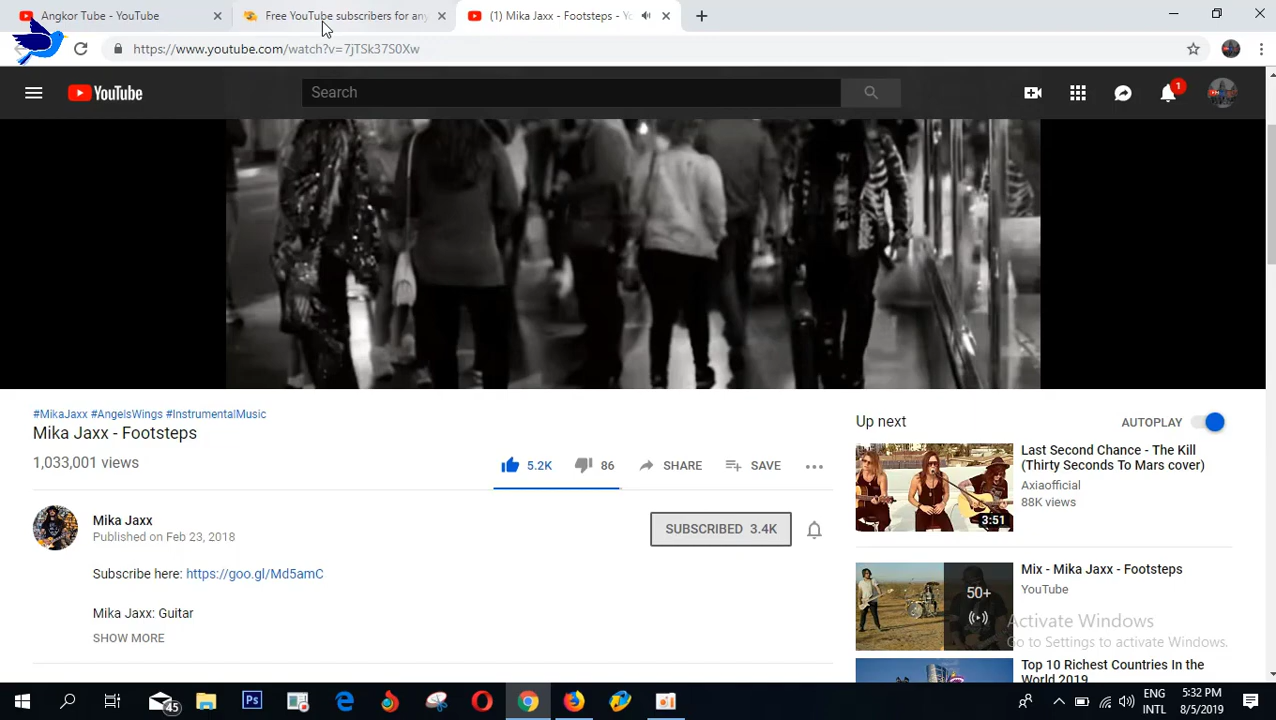 Angkor Tube - YouTube
Free YouTube subscribers for any
(1) Mika Jaxx - Footsteps - Yo
https://www.youtube.com/watch?v=7jTSk37S0Xw
YouTube
Search
1
#MikaJaxx #AngelsWings #InstrumentalMusic
Mika Jaxx - Footsteps
1,033,001 views
5.2K
86
SHARE
SAVE
Mika Jaxx
Published on Feb 23, 2018
SUBSCRIBED 3.4K
Subscribe here: https://goo.gl/Md5amC
Mika Jaxx: Guitar
SHOW MORE
Up next
AUTOPLAY
3:51
Last Second Chance - The Kill
(Thirty Seconds To Mars cover)
Axiaofficial
88K views
50+
Mix - Mika Jaxx - Footsteps
YouTube
Activate Windows
Go to Settings to activate Windows.
Top 10 Richest Countries In the
World 2019
45
ENG
INTL
5:32 PM
8/5/2019